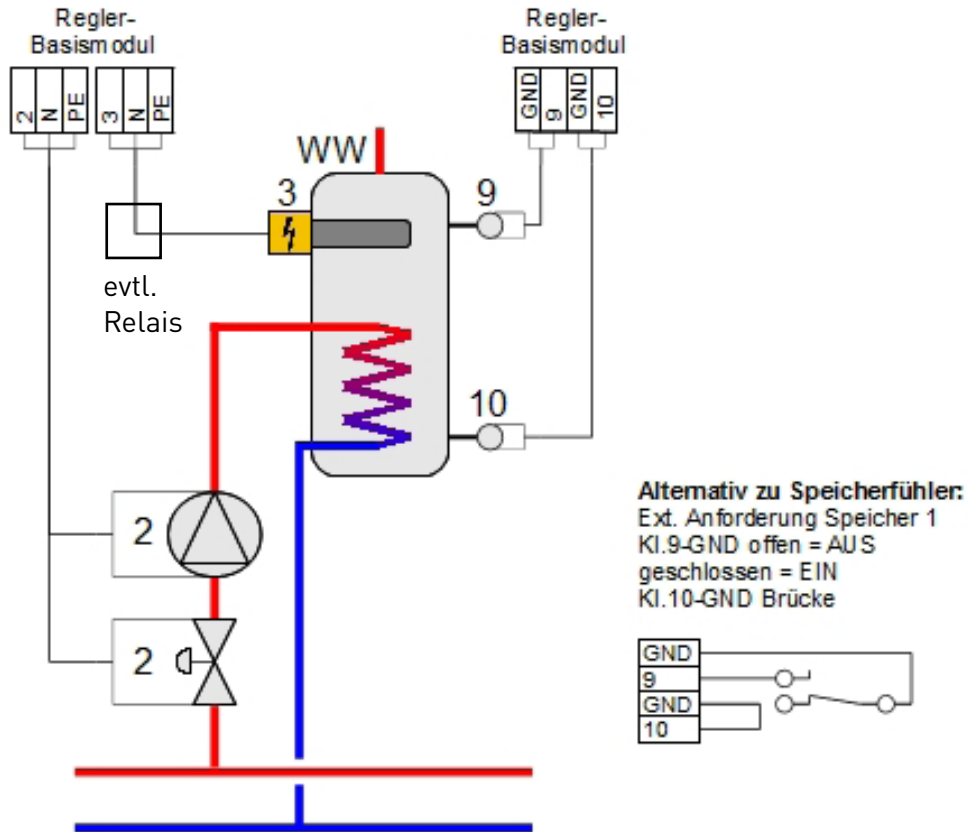 Regler-
Basismodul
2
N
PE
3
N
PE
Regler-
Basismodul
GND
9
GND
10
WW
3
9
evtl.
Relais
10
2
2
Alternativ zu Speicherfühler:
Ext. Anforderung Speicher 1
Kl.9-GND offen = AUS
geschlossen = EIN
Kl.10-GND Brücke
GND
9
GND
10